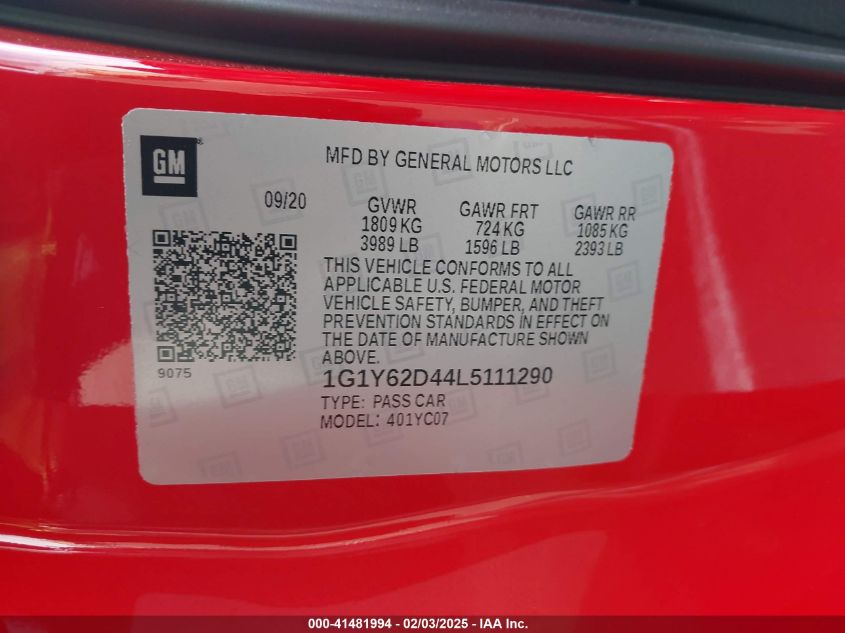 GM
MFD BY GENERAL MOTORS LLC
09/20
GVWR GAWR FRT GAWR RR
1809 KG 724 KG 1085 KG
3989 LB 1596 LB 2393 LB
THIS VEHICLE CONFORMS TO ALL
APPLICABLE U.S. FEDERAL MOTOR
VEHICLE SAFETY, BUMPER, AND THEFT
PREVENTION STANDARDS IN EFFECT ON
THE DATE OF MANUFACTURE SHOWN
ABOVE.
9075
1G1Y62D44L5111290
TYPE: PASS CAR
MODEL: 401YC07
000-41481994 - 02/03/2025 - IAA Inc.